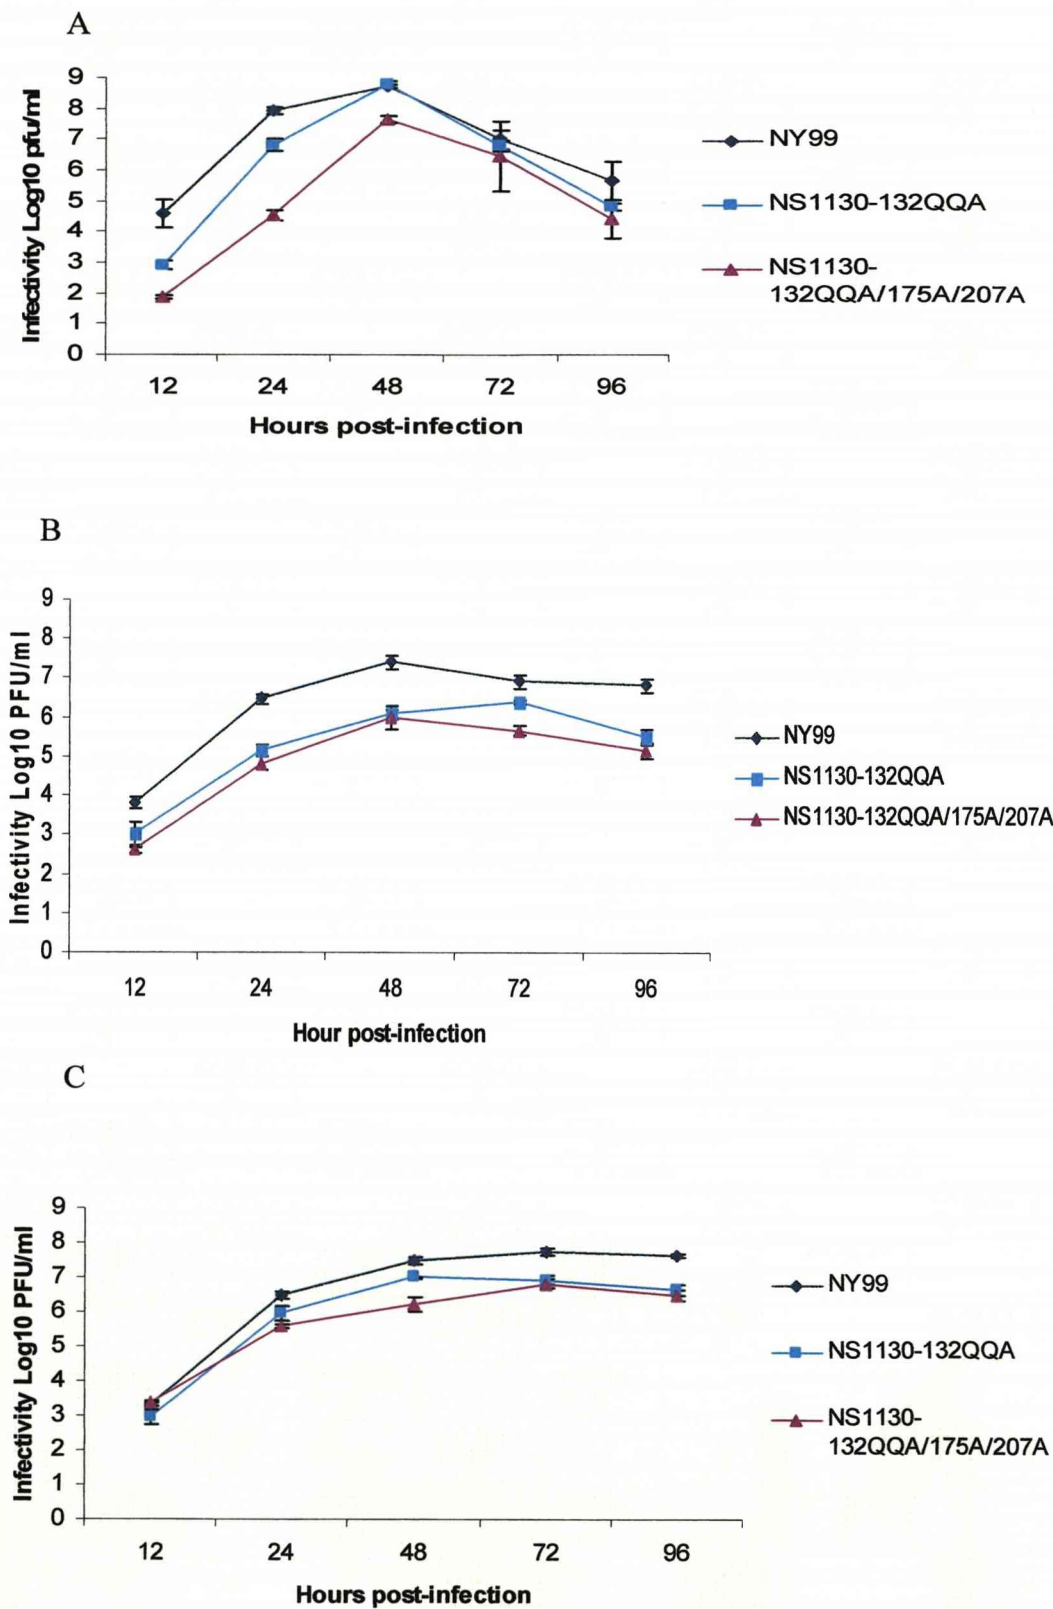 A
9
8
7
6
5
4
3
2
1
0
Infectivity Log10 pfu/ml
12 24 48 72 96
Hours post-infection
NY99
NS1130-132QQA
NS1130-
132QQA/175A/207A
B
9
8
7
6
5
4
3
2
1
0
Infectivity Log10 PFU/ml
12 24 48 72 96
Hour post-infection
NY99
NS1130-132QQA
NS1130-132QQA/175A/207A
C
9
8
7
6
5
4
3
2
1
0
Infectivity Log10 PFU/ml
12 24 48 72 96
Hours post-infection
NY99
NS1130-132QQA
NS1130-
132QQA/175A/207A